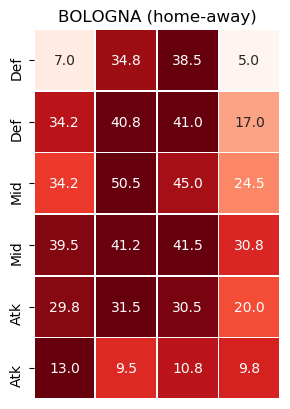 BOLOGNA (home-away)
Def 7.0 34.8 38.5 5.0
Def 34.2 40.8 41.0 17.0
Mid 34.2 50.5 45.0 24.5
Mid 39.5 41.2 41.5 30.8
Atk 29.8 31.5 30.5 20.0
Atk 13.0 9.5 10.8 9.8